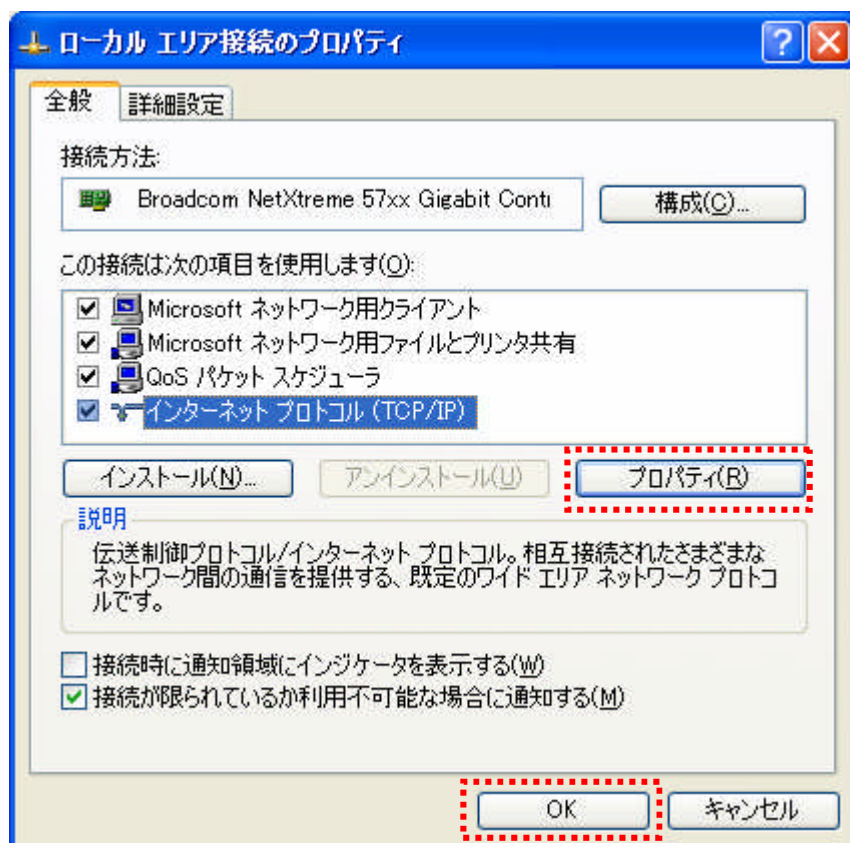 ローカル エリア接続のプロパティ
全般 詳細設定
接続方法:
Broadcom NetXtreme 57xx Gigabit Contr 構成(C)...
この接続は次の項目を使用します(O):
Microsoft ネットワーク用クライアント
Microsoft ネットワーク用ファイルとプリンタ共有
QoS パケット スケジューラ
インターネット プロトコル (TCP/IP)
インストール(N)... アンインストール(U) プロパティ(R)
説明
伝送制御プロトコル/インターネット プロトコル。相互接続されたさまざまな
ネットワーク間の通信を提供する、既定のワイド エリア ネットワーク プロトコ
ルです。
接続時に通知領域にインジケータを表示する(W)
接続が限られているか利用不可能な場合に通知する(M)
OK キャンセル